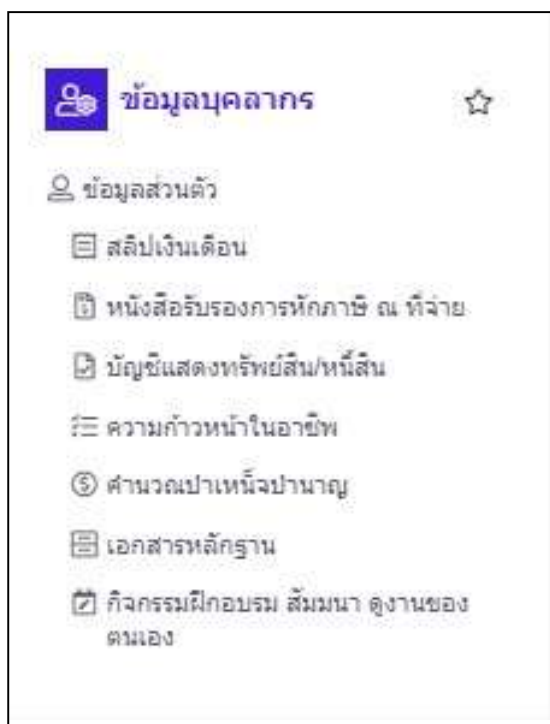 ข้อมูลบุคลากร
ข้อมูลส่วนตัว
สลิปเงินเดือน
หนังสือรับรองการหักภาษี ณ ที่จ่าย
บัญชีแสดงทรัพย์สิน/หนี้สิน
ความก้าวหน้าในอาชีพ
คำนวณบำเหน็จบำนาญ
เอกสารหลักฐาน
กิจกรรมฝึกอบรม สัมมนา ดูงานของ
ตนเอง